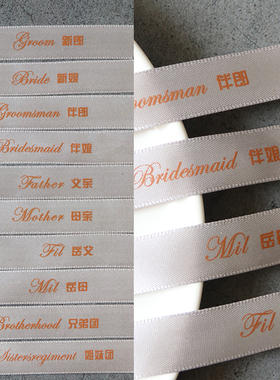 Groom 新郎
Bride 新娘
Groomsman 伴郎
Bridesmaid 伴娘
Father 父亲
Mother 母亲
Fil 岳父
Mil 岳母
Brotherhood 兄弟团
Sistersregiment 姐妹团
oomsman 伴郎
Bridesmaid 伴娘
Mil 岳母
Fil